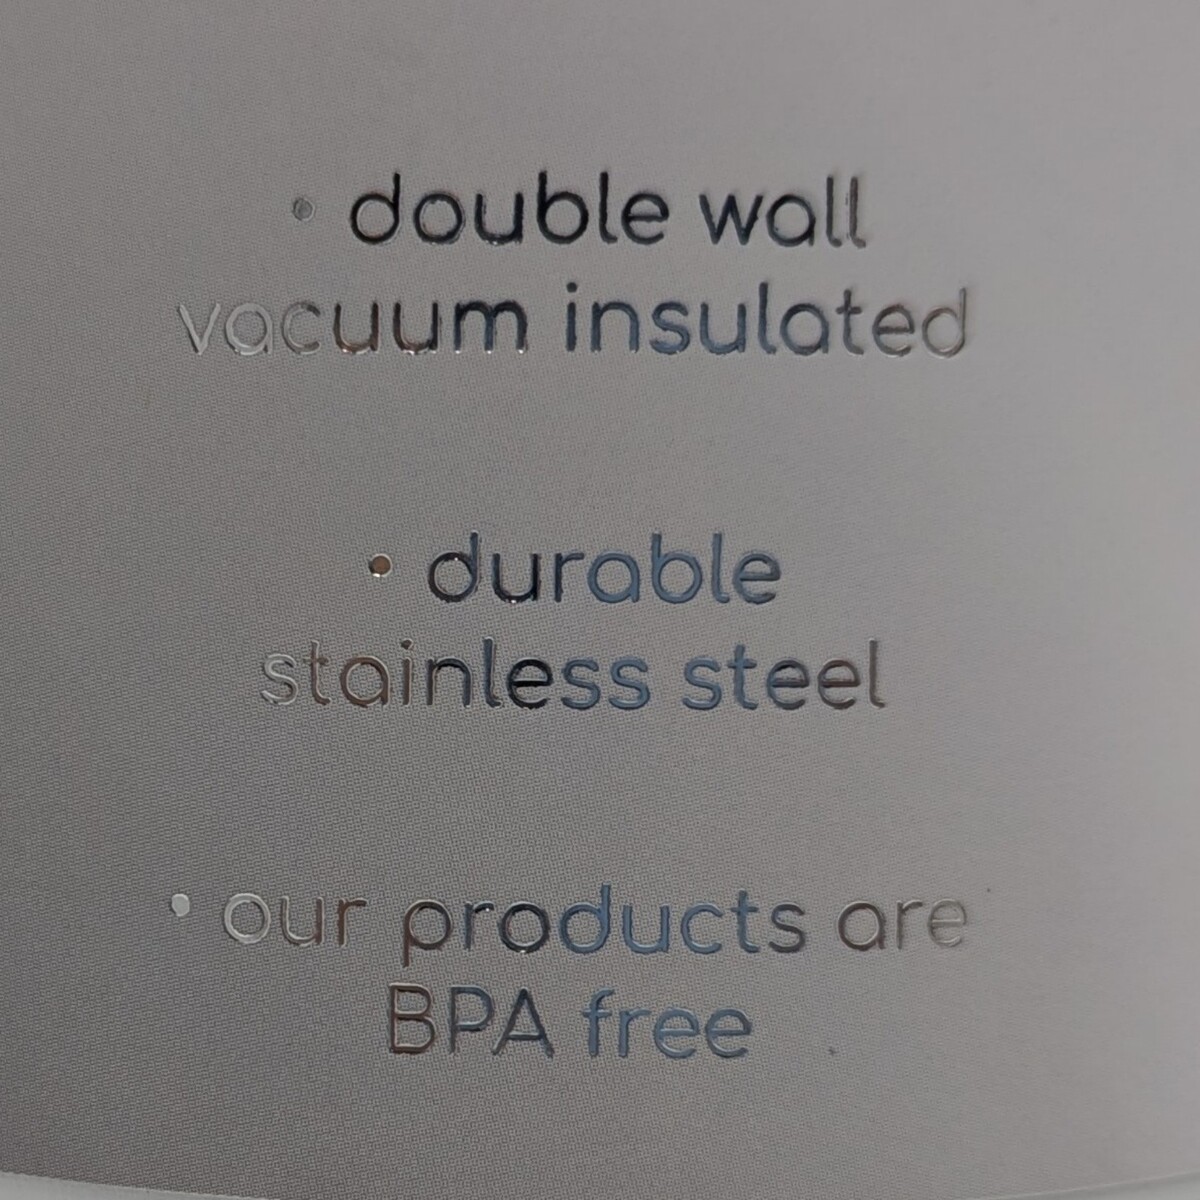 • double wall
vacuum insulated
• durable
stainless steel
• our products are
BPA free